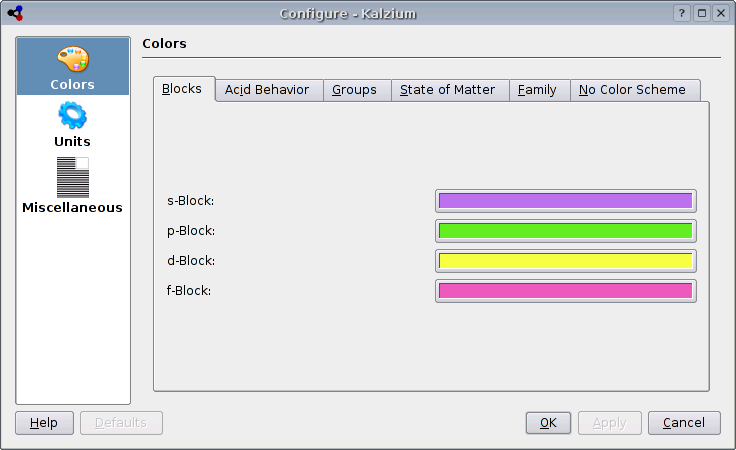 Configure - Kalzium
?
Colors
Units
Miscellaneous
Colors
Blocks Acid Behavior Groups State of Matter Family No Color Scheme
s-Block:
p-Block:
d-Block:
f-Block:
Help Defaults OK Apply Cancel